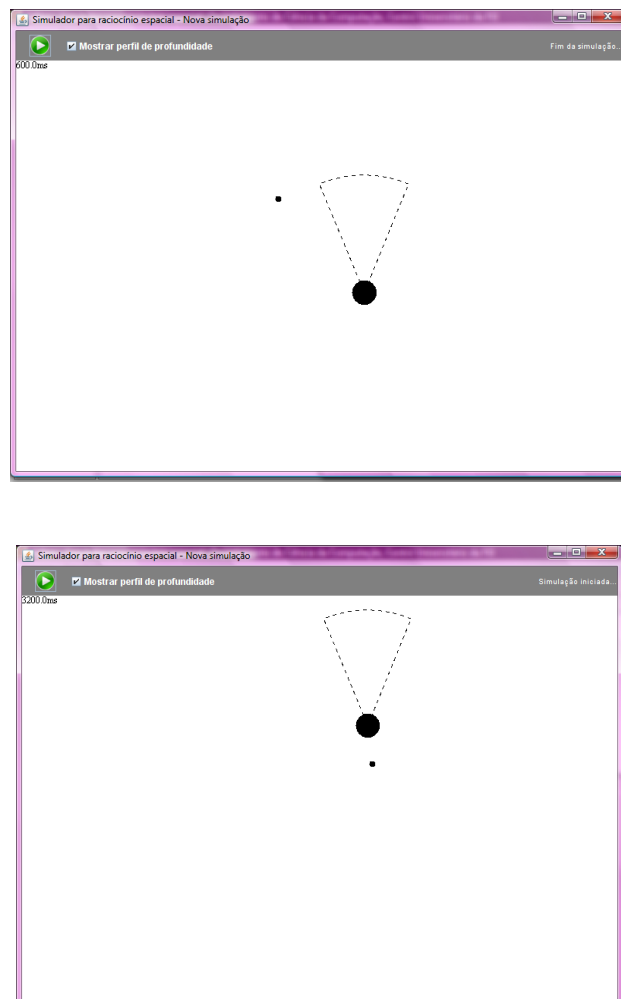 Simulador para raciocínio espacial - Nova simulação
Mostrar perfil de profundidade
Fim da simulação..
600.0ms
Simulador para raciocínio espacial - Nova simulação
Mostrar perfil de profundidade
Simulação iniciada...
3200.0ms